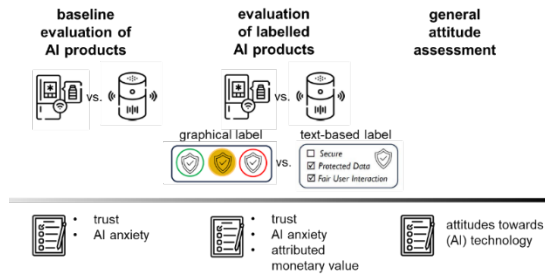 baseline
evaluation of
AI products
evaluation
of labelled
AI products
general
attitude
assessment
vs.
vs.
graphical label
text-based label
vs.
Secure
Protected Data
Fair User Interaction
• trust
• AI anxiety
• trust
• AI anxiety
• attributed
monetary value
attitudes towards
(AI) technology